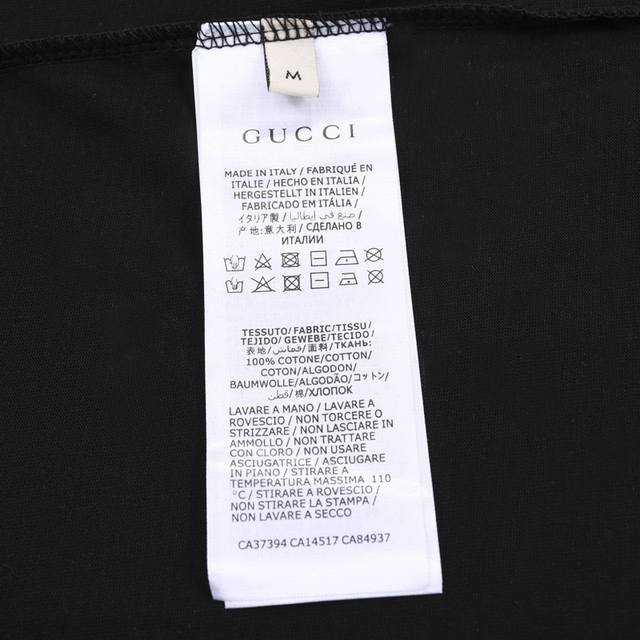 M
GUCCI
MADE IN ITALY / FABRIQUÉ EN
ITALIE / HECHO EN ITALIA /
HERGESTELLT IN ITALIEN /
FABRICADO EM ITÁLIA /
イタリア製 / صنع في إيطاليا /
产地:意大利 / СДЕЛАНО В
ИТАЛИИ
TESSUTO/FABRIC/TISSU/
TEJIDO/GEWEBE/TECIDO/
表地/قماش/面料/ТКАНЬ:
100% COTONE/COTTON/
COTON/ALGODON/
BAUMWOLLE/ALGODÃO/コットン
/قطن/棉/ХЛОПОК
LAVARE A MANO / LAVARE A
ROVESCIO / NON TORCERE O
STRIZZARE / NON LASCIARE IN
AMMOLLO / NON TRATTARE
CON CLORO / NON USARE
ASCIUGATRICE / ASCIUGARE
IN PIANO / STIRARE A
TEMPERATURA MASSIMA 110
°C / STIRARE A ROVESCIO /
NON STIRARE LA STAMPA /
NON LAVARE A SECCO
CA37394 CA14517 CA84937